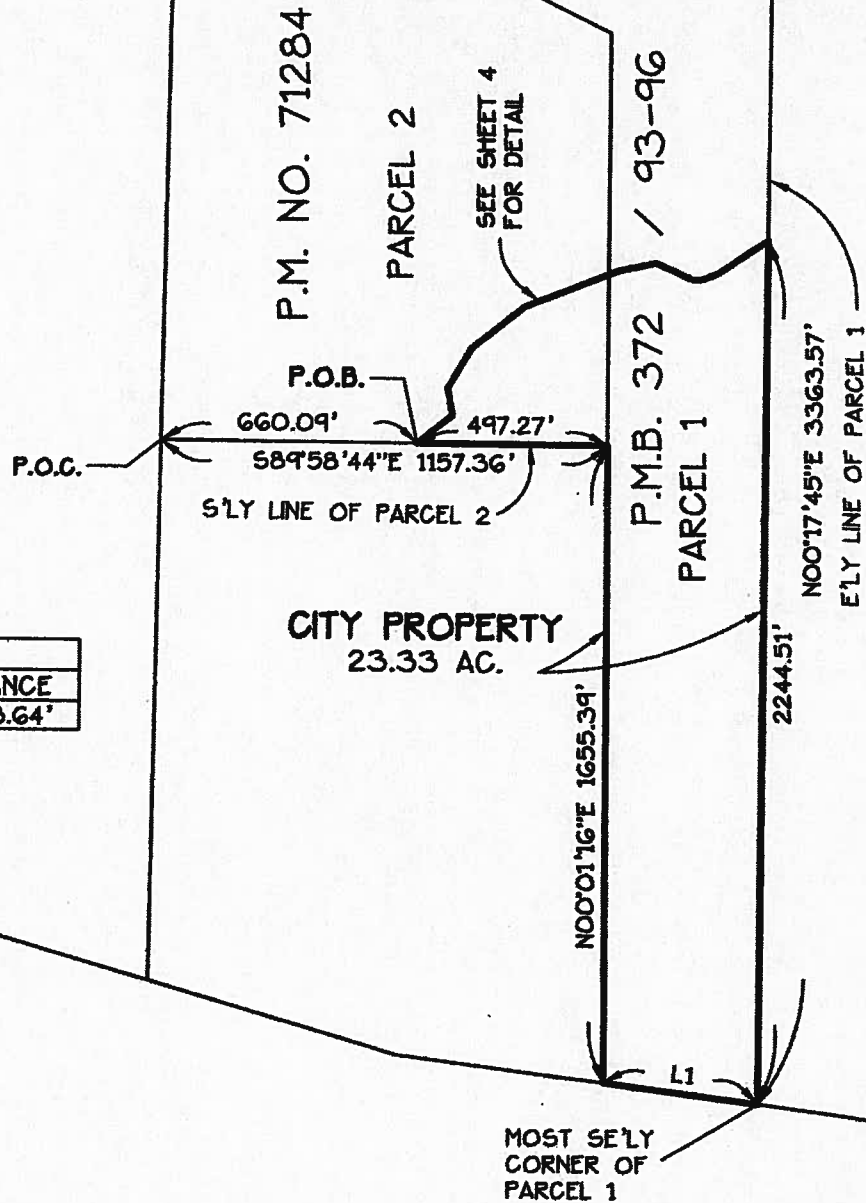 P.M. NO. 71284
PARCEL 2
SEE SHEET 4
FOR DETAIL
P.M.B. 372 / 93-96
PARCEL 1
P.O.B.
660.09'
497.27'
P.O.C.
S89°58'44"E 1157.36'
S'LY LINE OF PARCEL 2
CITY PROPERTY
23.33 AC.
N00°01'16"E 1655.39'
2244.51'
N00°17'45"E 3363.57'
E'LY LINE OF PARCEL 1
L1
MOST SE'LY
CORNER OF
PARCEL 1